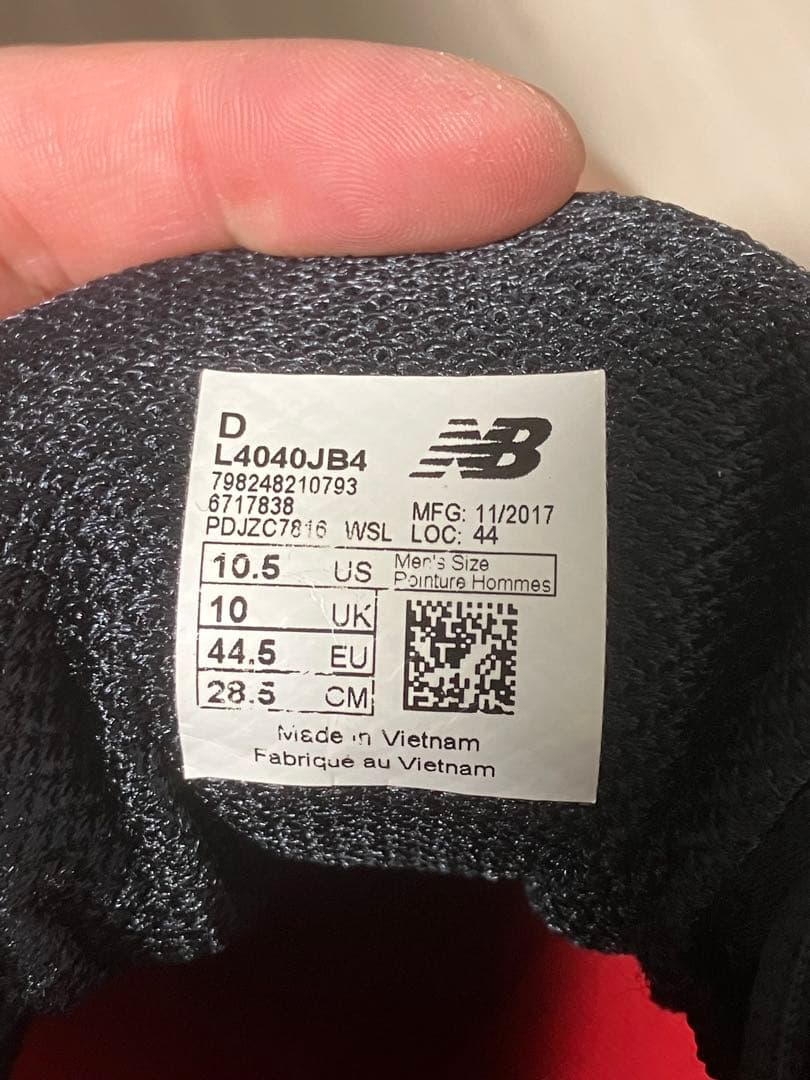 D
L4040JB4
NB
798248210793
6717838
PDJZC7816 WSL
MFG: 11/2017
LOC: 44
10.5 US
Men's Size
Pointure Hommes
10 UK
44.5 EU
28.5 CM
Made in Vietnam
Fabriqué au Vietnam